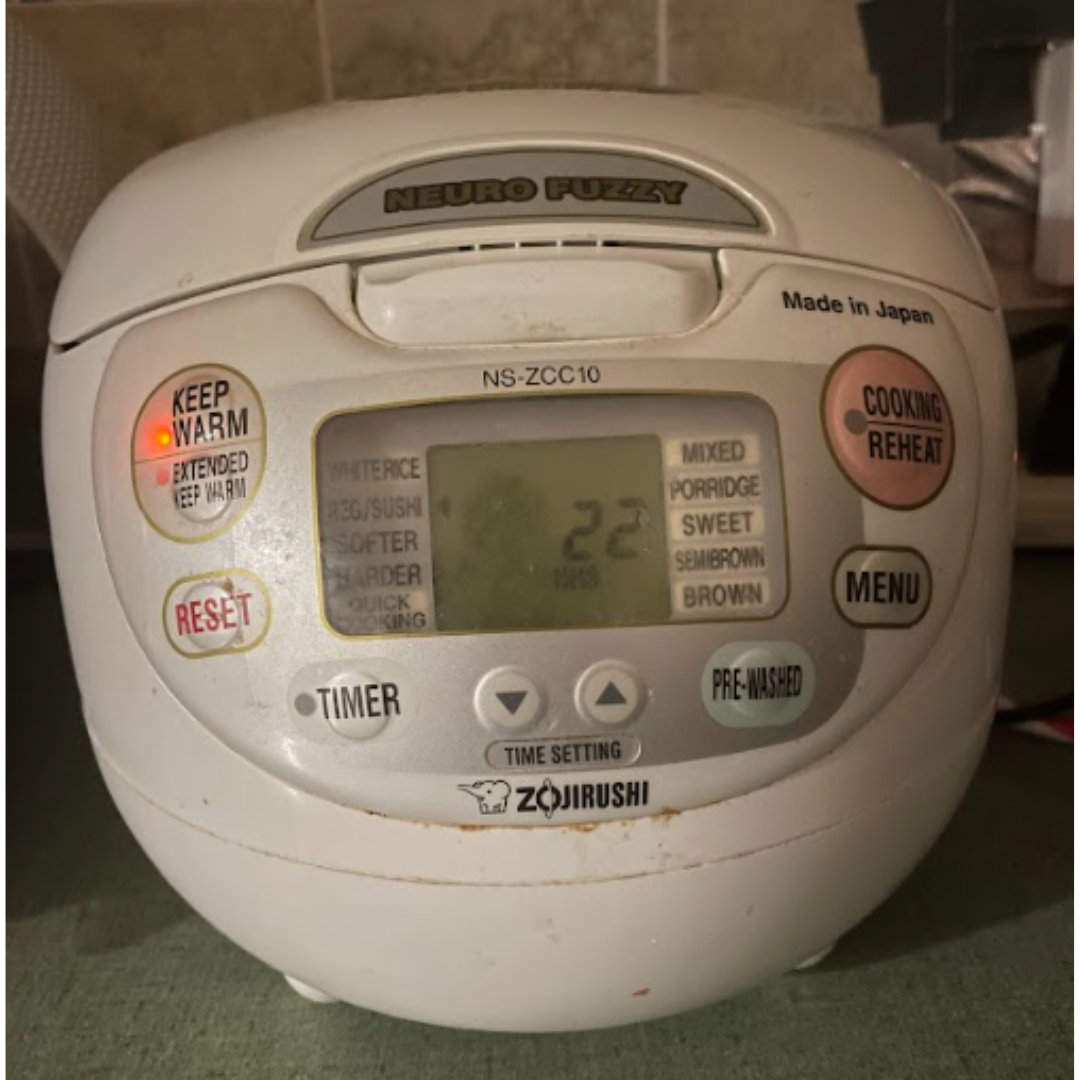 NEURO FUZZY
Made in Japan
NS-ZCC10
KEEP
WARM
EXTENDED
KEEP WARM
WHITE RICE
REG/SUSHI
SOFTER
HARDER
QUICK
COOKING
22
HRS
MIXED
PORRIDGE
SWEET
SEMIBROWN
BROWN
COOKING
REHEAT
RESET
MENU
TIMER
▼
▲
PRE-WASHED
TIME SETTING
ZOJIRUSHI